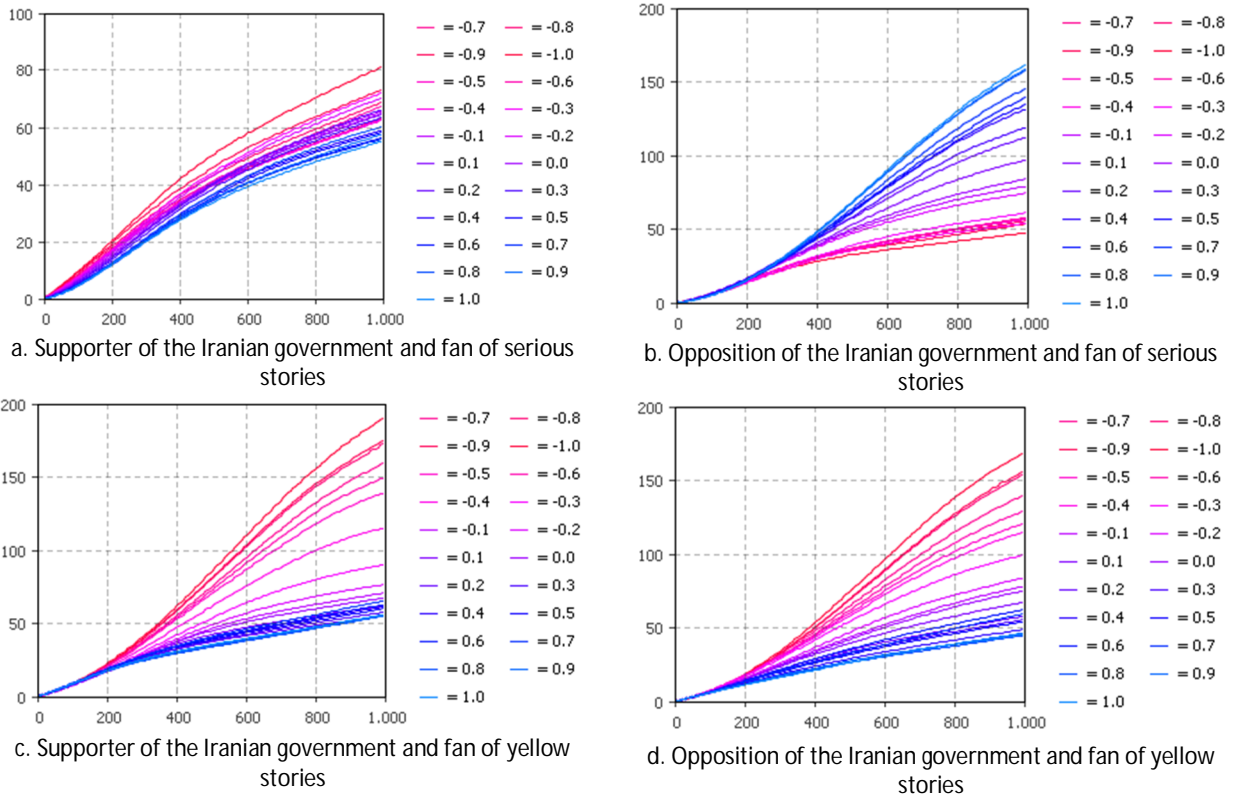 100
80
60
40
20
0
0 200 400 600 800 1.000
= -0.7 = -0.8
= -0.9 = -1.0
= -0.5 = -0.6
= -0.4 = -0.3
= -0.1 = -0.2
= 0.1 = 0.0
= 0.2 = 0.3
= 0.4 = 0.5
= 0.6 = 0.7
= 0.8 = 0.9
= 1.0
a. Supporter of the Iranian government and fan of serious
stories
200
150
100
50
0
0 200 400 600 800 1.000
= -0.7 = -0.8
= -0.9 = -1.0
= -0.5 = -0.6
= -0.4 = -0.3
= -0.1 = -0.2
= 0.1 = 0.0
= 0.2 = 0.3
= 0.4 = 0.5
= 0.6 = 0.7
= 0.8 = 0.9
= 1.0
b. Opposition of the Iranian government and fan of serious
stories
200
150
100
50
0
0 200 400 600 800 1.000
= -0.7 = -0.8
= -0.9 = -1.0
= -0.5 = -0.6
= -0.4 = -0.3
= -0.1 = -0.2
= 0.1 = 0.0
= 0.2 = 0.3
= 0.4 = 0.5
= 0.6 = 0.7
= 0.8 = 0.9
= 1.0
c. Supporter of the Iranian government and fan of yellow
stories
200
150
100
50
0
0 200 400 600 800 1.000
= -0.7 = -0.8
= -0.9 = -1.0
= -0.5 = -0.6
= -0.4 = -0.3
= -0.1 = -0.2
= 0.1 = 0.0
= 0.2 = 0.3
= 0.4 = 0.5
= 0.6 = 0.7
= 0.8 = 0.9
= 1.0
d. Opposition of the Iranian government and fan of yellow
stories